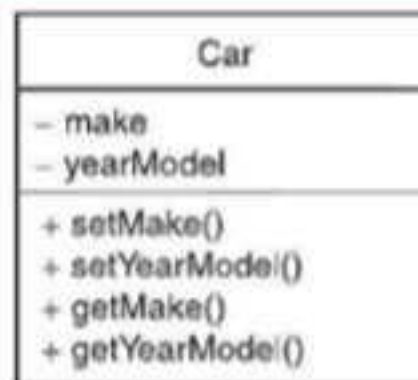 Car
– make
– yearModel
+ setMake()
+ setYearModel()
+ getMake()
+ getYearModel()